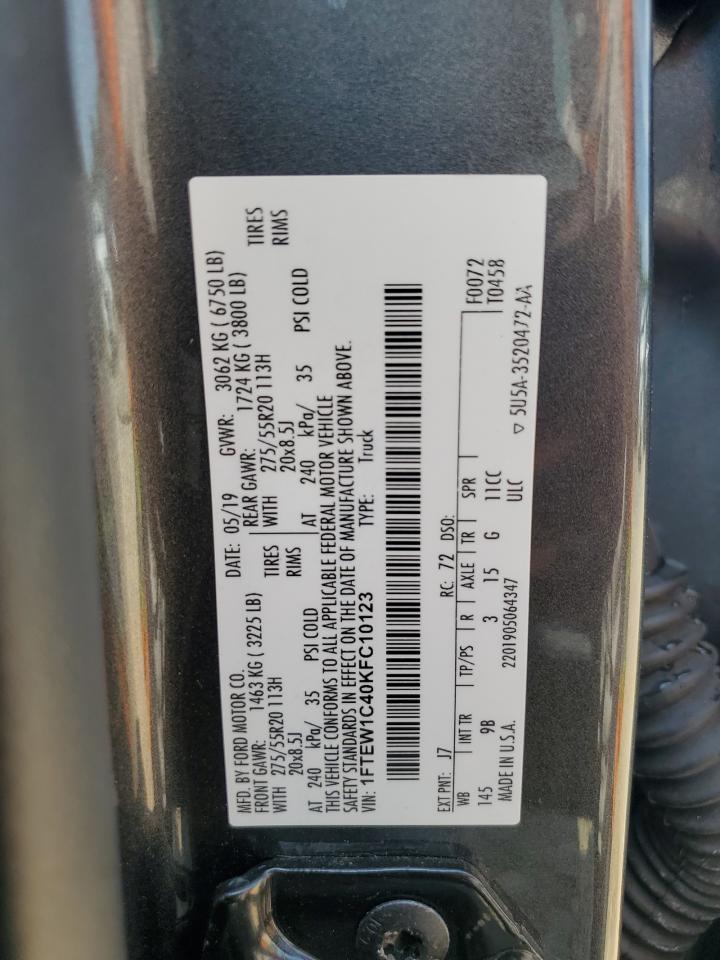 MFD. BY FORD MOTOR CO. DATE: 05/19 GVWR: 3062 KG ( 6750 LB)
FRONT GAWR: 1463 KG ( 3225 LB) REAR GAWR: 1724 KG ( 3800 LB)
WITH 275/55R20 113H TIRES WITH 275/55R20 113H TIRES
20x8.5J RIMS 20x8.5J RIMS
AT 240 kPa/ 35 PSI COLD AT 240 kPa/ 35 PSI COLD
THIS VEHICLE CONFORMS TO ALL APPLICABLE FEDERAL MOTOR VEHICLE
SAFETY STANDARDS IN EFFECT ON THE DATE OF MANUFACTURE SHOWN ABOVE.
VIN: 1FTEW1C40KFC10123 TYPE: Truck
F0072
EXT PNT: J7 RC: 72 DSO: T0458
WB INT TR TP/PS R AXLE TR SPR
145 9B 3 15 G 11CC
MADE IN U.S.A. 2201905064347 ULC ▽ 5U5A-3520472-AA